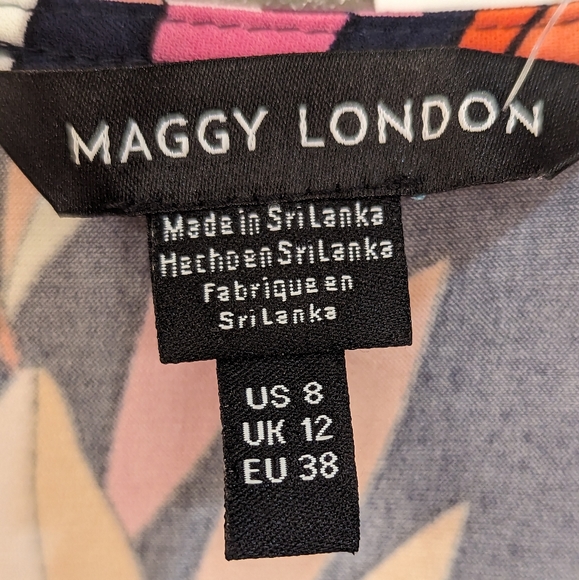 MAGGY LONDON
Made in Sri Lanka
Hecho en Sri Lanka
Fabrique en
Sri Lanka
US 8
UK 12
EU 38